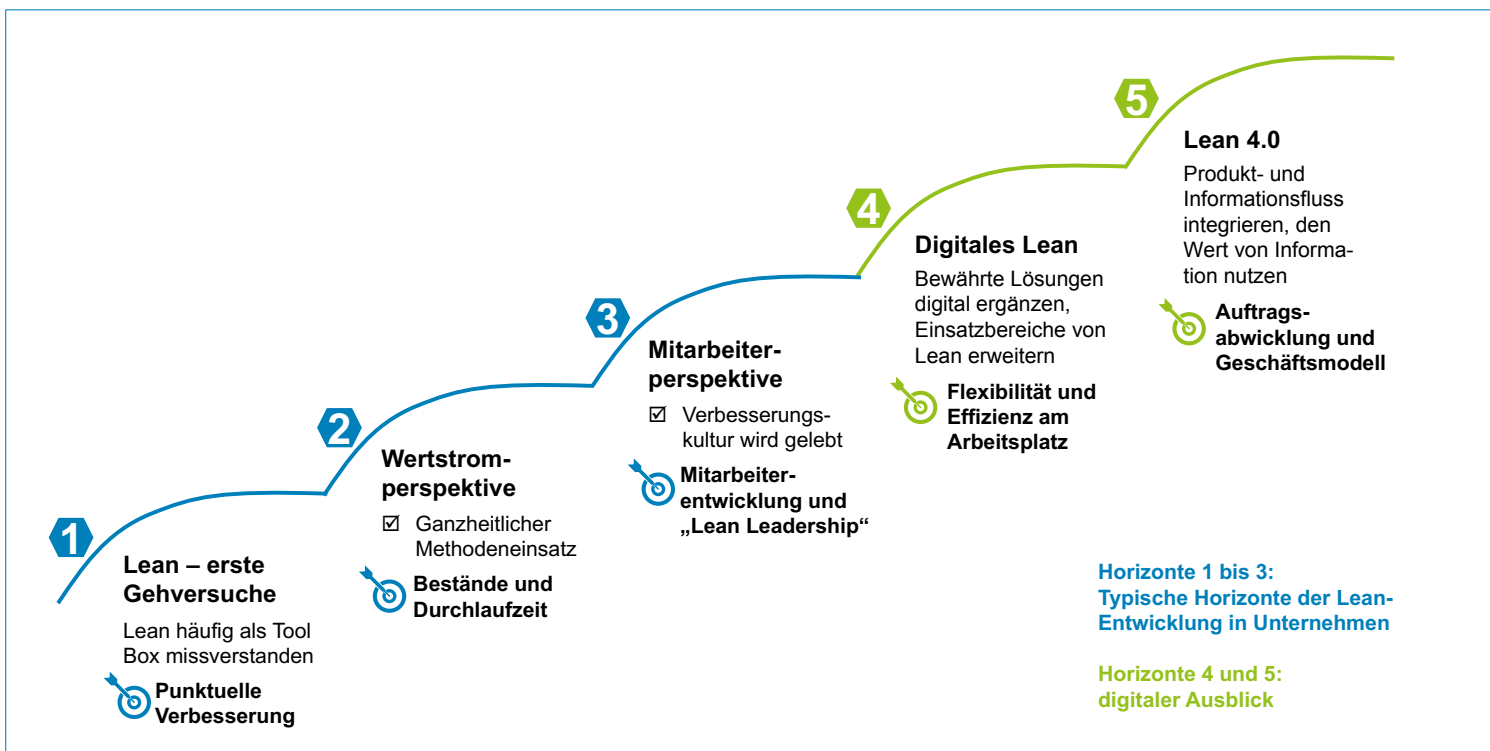 1
Lean – erste
Gehversuche
Lean häufig als Tool
Box missverstanden
Punktuelle
Verbesserung
2
Wertstrom-
perspektive
☑ Ganzheitlicher
Methodeneinsatz
Bestände und
Durchlaufzeit
3
Mitarbeiter-
perspektive
☑ Verbesserungs-
kultur wird gelebt
Mitarbeiter-
entwicklung und
„Lean Leadership“
4
Digitales Lean
Bewährte Lösungen
digital ergänzen,
Einsatzbereiche von
Lean erweitern
Flexibilität und
Effizienz am
Arbeitsplatz
5
Lean 4.0
Produkt- und
Informationsfluss
integrieren, den
Wert von Informa-
tion nutzen
Auftrags-
abwicklung und
Geschäftsmodell
Horizonte 1 bis 3:
Typische Horizonte der Lean-
Entwicklung in Unternehmen
Horizonte 4 und 5:
digitaler Ausblick